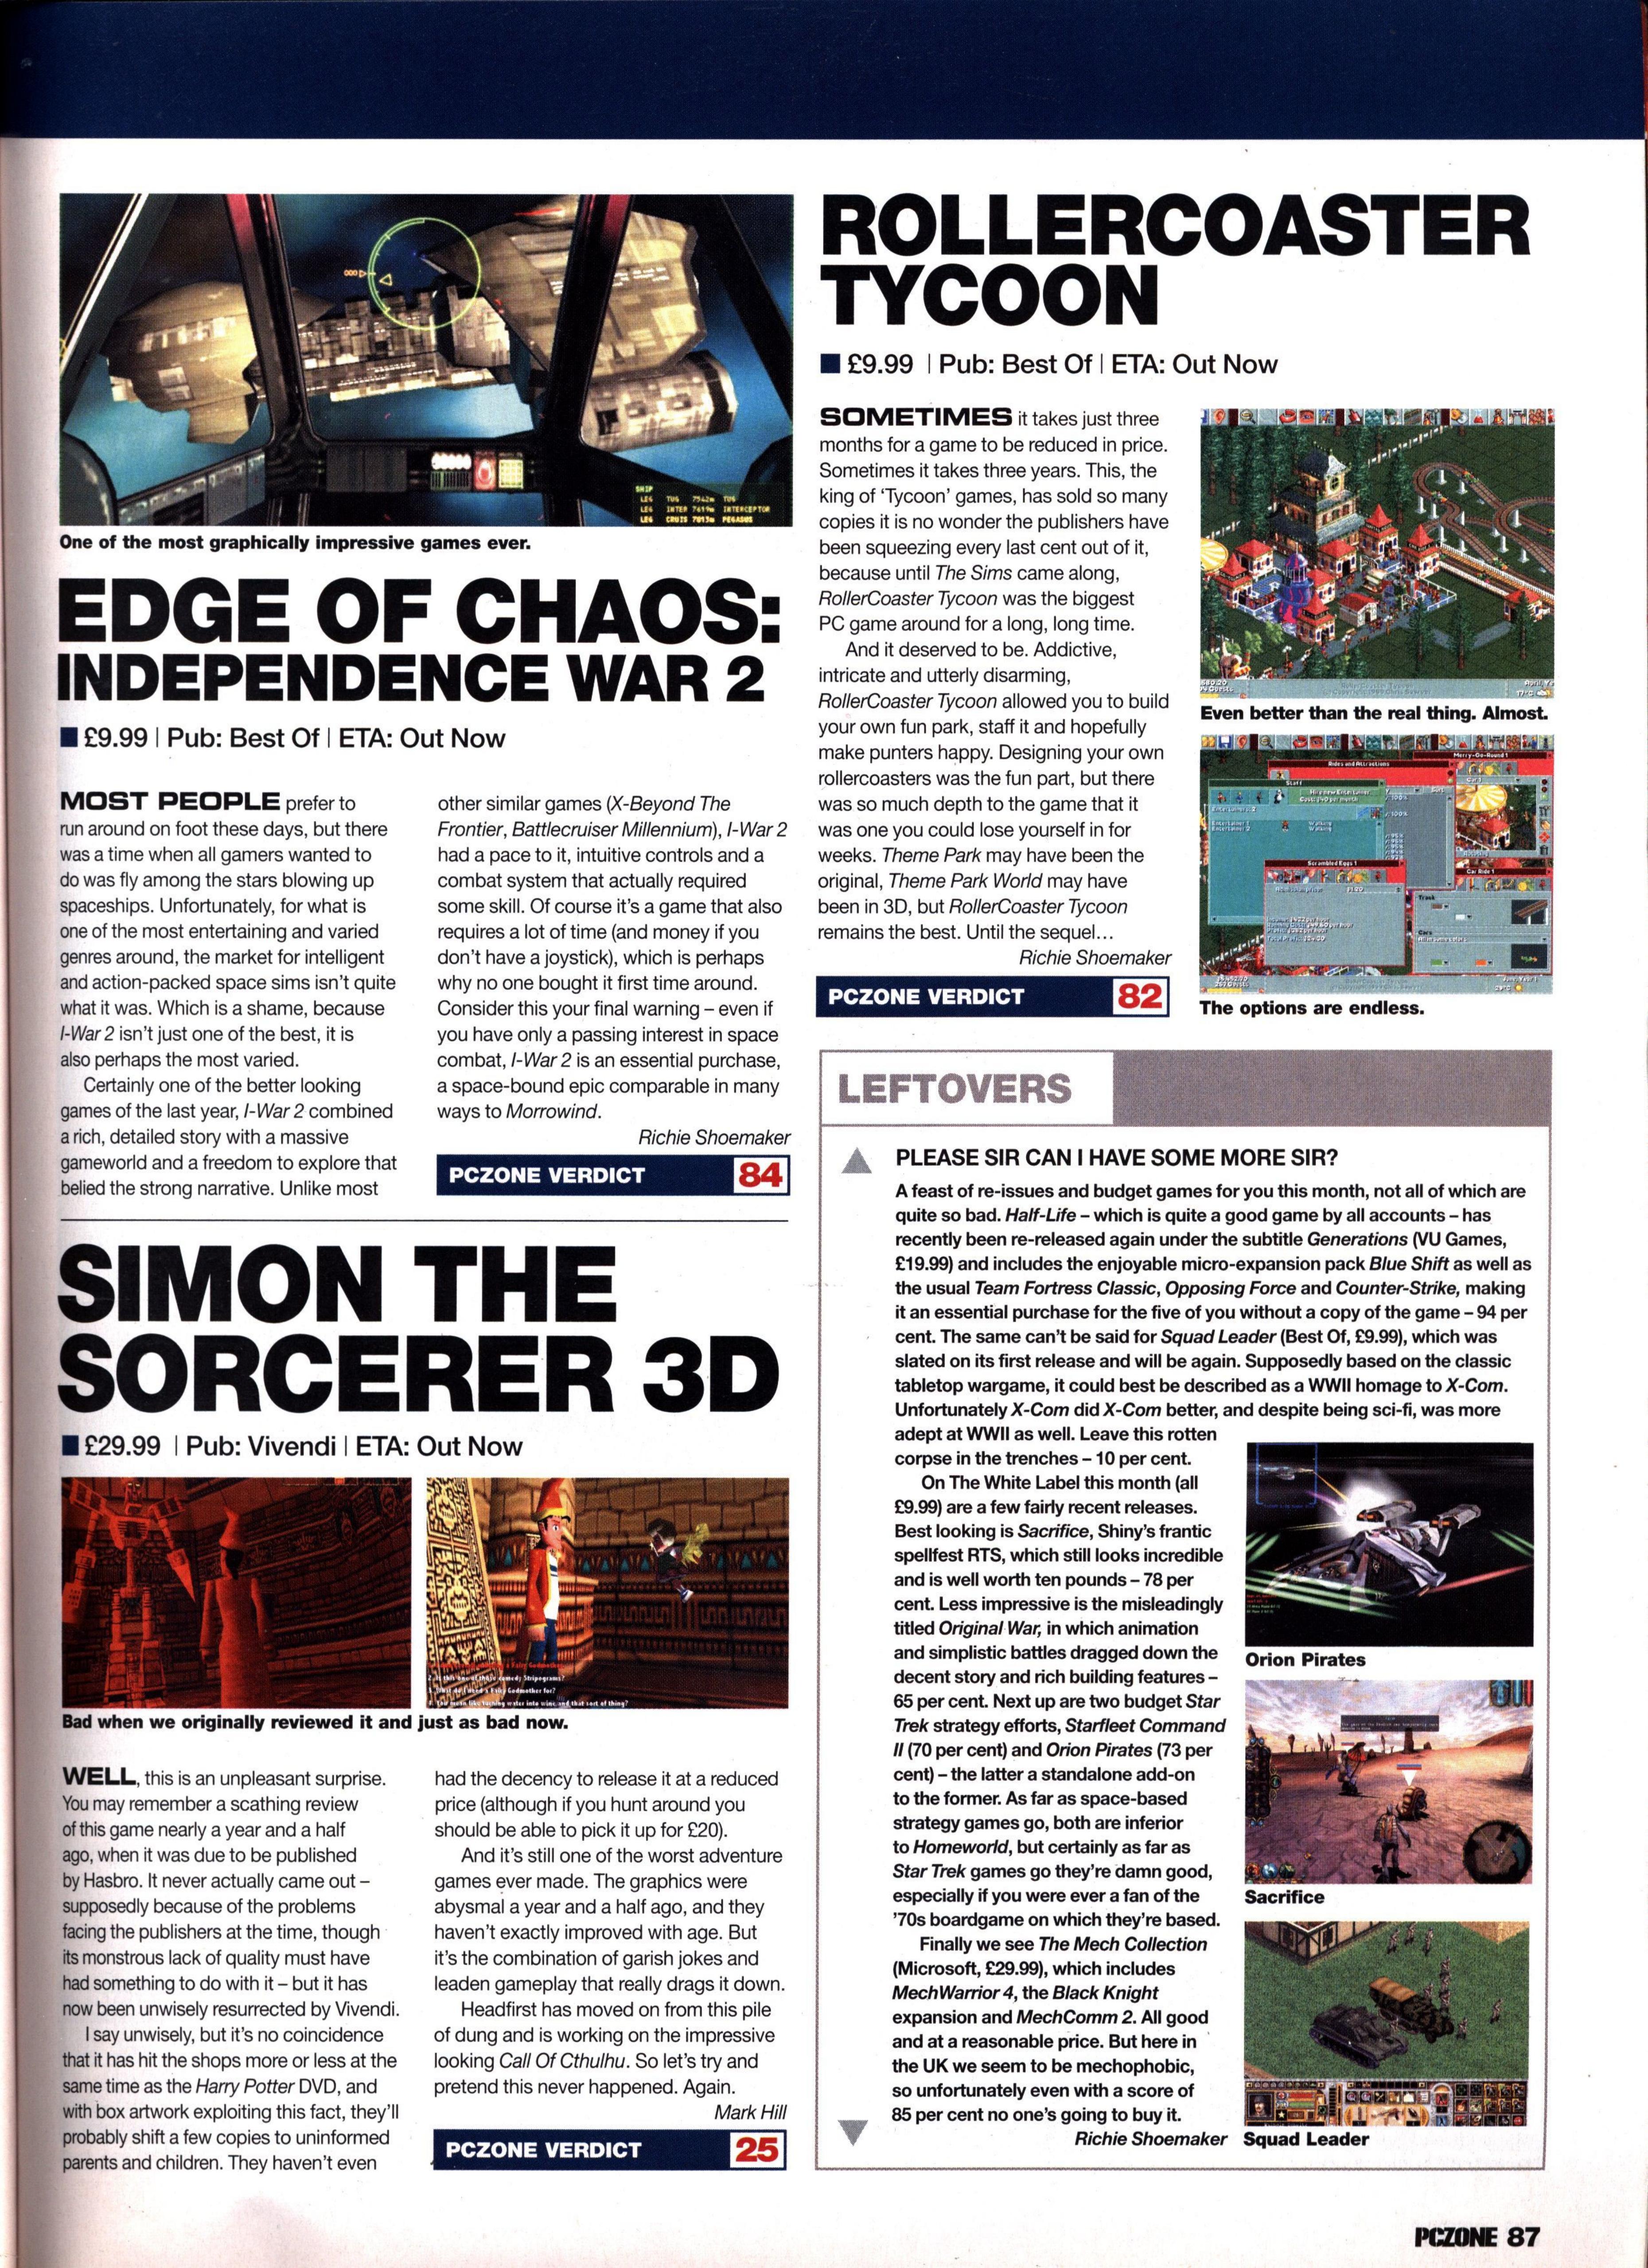 One of the most graphically impressive games ever.
EDGE OF CHAOS:
INDEPENDENCE WAR 2
£9.99 | Pub: Best Of | ETA: Out Now
MOST PEOPLE prefer to
run around on foot these days, but there
was a time when all gamers wanted to
do was fly among the stars blowing up
spaceships. Unfortunately, for what is
one of the most entertaining and varied
genres around, the market for intelligent
and action-packed space sims isn't quite
what it was. Which is a shame, because
I-War 2 isn't just one of the best, it is
also perhaps the most varied.
Certainly one of the better looking
games of the last year, I-War 2 combined
a rich, detailed story with a massive
gameworld and a freedom to explore that
belied the strong narrative. Unlike most
other similar games (X-Beyond The
Frontier, Battlecruiser Millennium), I-War 2
had a pace to it, intuitive controls and a
combat system that actually required
some skill. Of course it's a game that also
requires a lot of time (and money if you
don't have a joystick), which is perhaps
why no one bought it first time around.
Consider this your final warning – even if
you have only a passing interest in space
combat, I-War 2 is an essential purchase,
a space-bound epic comparable in many
ways to Morrowind.
Richie Shoemaker
PCZONE VERDICT 84
SIMON THE
SORCERER 3D
£29.99 | Pub: Vivendi | ETA: Out Now
Bad when we originally reviewed it and just as bad now.
WELL, this is an unpleasant surprise.
You may remember a scathing review
of this game nearly a year and a half
ago, when it was due to be published
by Hasbro. It never actually came out –
supposedly because of the problems
facing the publishers at the time, though
its monstrous lack of quality must have
had something to do with it – but it has
now been unwisely resurrected by Vivendi.
I say unwisely, but it's no coincidence
that it has hit the shops more or less at the
same time as the Harry Potter DVD, and
with box artwork exploiting this fact, they'll
probably shift a few copies to uninformed
parents and children. They haven't even
had the decency to release it at a reduced
price (although if you hunt around you
should be able to pick it up for £20).
And it's still one of the worst adventure
games ever made. The graphics were
abysmal a year and a half ago, and they
haven't exactly improved with age. But
it's the combination of garish jokes and
leaden gameplay that really drags it down.
Headfirst has moved on from this pile
of dung and is working on the impressive
looking Call Of Cthulhu. So let's try and
pretend this never happened. Again.
Mark Hill
PCZONE VERDICT 25
ROLLERCOASTER
TYCOON
£9.99 | Pub: Best Of | ETA: Out Now
SOMETIMES it takes just three
months for a game to be reduced in price.
Sometimes it takes three years. This, the
king of 'Tycoon' games, has sold so many
copies it is no wonder the publishers have
been squeezing every last cent out of it,
because until The Sims came along,
RollerCoaster Tycoon was the biggest
PC game around for a long, long time.
And it deserved to be. Addictive,
intricate and utterly disarming,
RollerCoaster Tycoon allowed you to build
your own fun park, staff it and hopefully
make punters happy. Designing your own
rollercoasters was the fun part, but there
was so much depth to the game that it
was one you could lose yourself in for
weeks. Theme Park may have been the
original, Theme Park World may have
been in 3D, but RollerCoaster Tycoon
remains the best. Until the sequel...
Richie Shoemaker
PCZONE VERDICT 82
Even better than the real thing. Almost.
The options are endless.
LEFTOVERS
PLEASE SIR CAN I HAVE SOME MORE SIR?
A feast of re-issues and budget games for you this month, not all of which are
quite so bad. Half-Life – which is quite a good game by all accounts – has
recently been re-released again under the subtitle Generations (VU Games,
£19.99) and includes the enjoyable micro-expansion pack Blue Shift as well as
the usual Team Fortress Classic, Opposing Force and Counter-Strike, making
it an essential purchase for the five of you without a copy of the game – 94 per
cent. The same can't be said for Squad Leader (Best Of, £9.99), which was
slated on its first release and will be again. Supposedly based on the classic
tabletop wargame, it could best be described as a WWII homage to X-Com.
Unfortunately X-Com did X-Com better, and despite being sci-fi, was more
adept at WWII as well. Leave this rotten
corpse in the trenches – 10 per cent.
On The White Label this month (all
£9.99) are a few fairly recent releases.
Best looking is Sacrifice, Shiny's frantic
spellfest RTS, which still looks incredible
and is well worth ten pounds – 78 per
cent. Less impressive is the misleadingly
titled Original War, in which animation
and simplistic battles dragged down the
decent story and rich building features –
65 per cent. Next up are two budget Star
Trek strategy efforts, Starfleet Command
II (70 per cent) and Orion Pirates (73 per
cent) – the latter a standalone add-on
to the former. As far as space-based
strategy games go, both are inferior
to Homeworld, but certainly as far as
Star Trek games go they're damn good,
especially if you were ever a fan of the
'70s boardgame on which they're based.
Finally we see The Mech Collection
(Microsoft, £29.99), which includes
MechWarrior 4, the Black Knight
expansion and MechComm 2. All good
and at a reasonable price. But here in
the UK we seem to be mechophobic,
so unfortunately even with a score of
85 per cent no one's going to buy it.
Richie Shoemaker
Orion Pirates
Sacrifice
Squad Leader
PCZONE 87